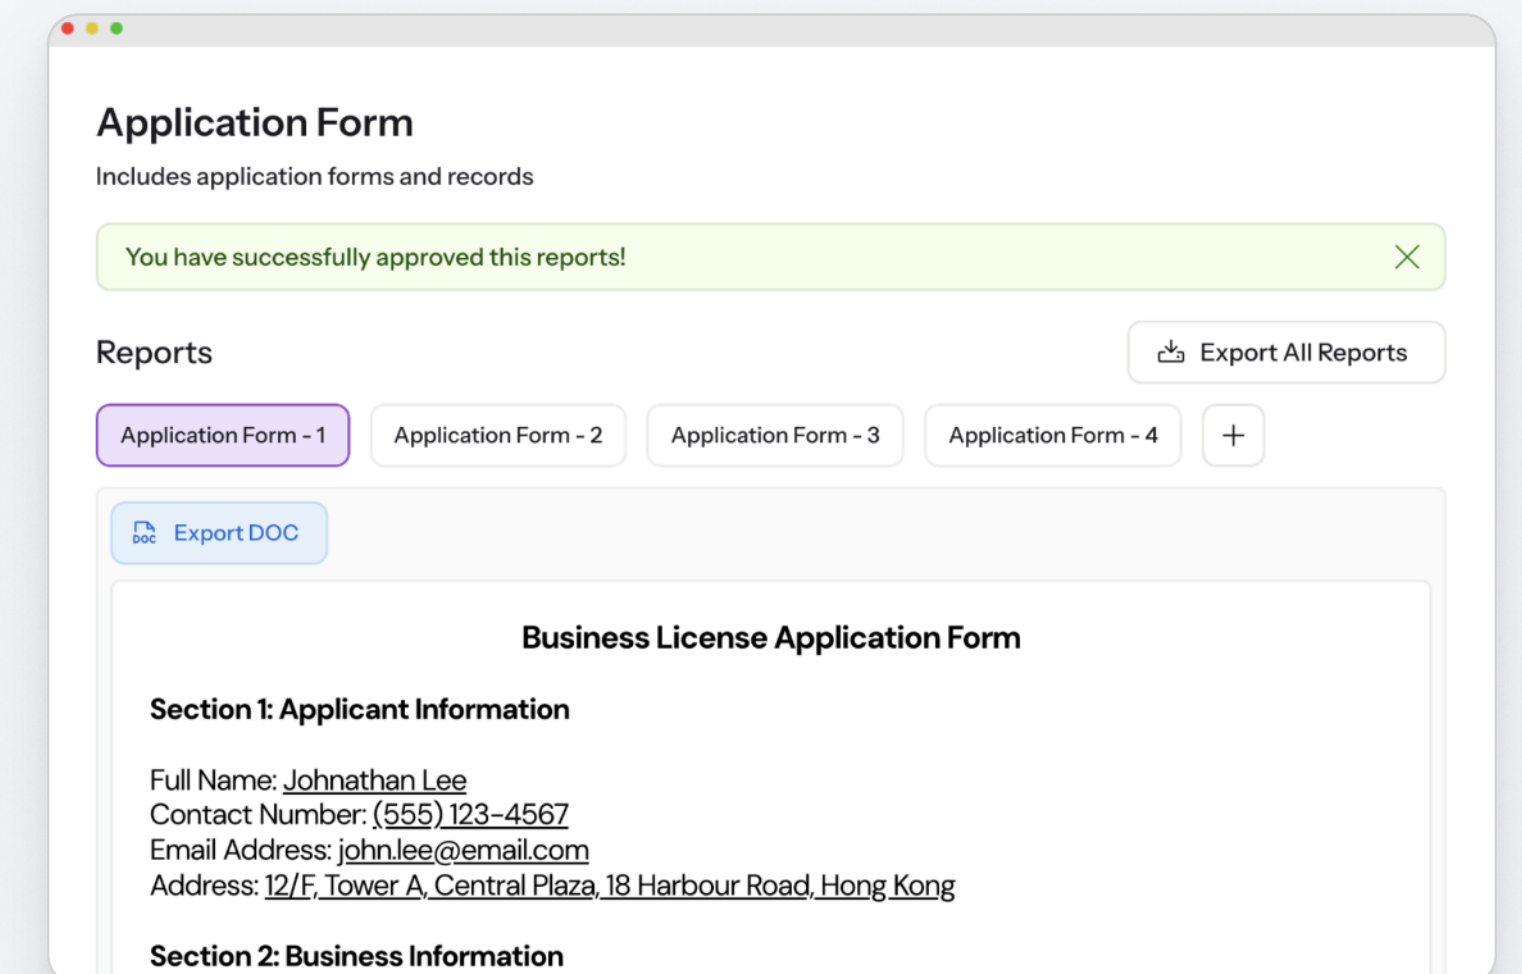 Application Form
Includes application forms and records
You have successfully approved this reports!
Reports
Export All Reports
Application Form - 1
Application Form - 2
Application Form - 3
Application Form - 4
DOC
Export DOC
Business License Application Form
Section 1: Applicant Information
Full Name: Johnathan Lee
Contact Number: (555) 123-4567
Email Address: john.lee@email.com
Address: 12/F, Tower A, Central Plaza, 18 Harbour Road, Hong Kong
Section 2: Business Information